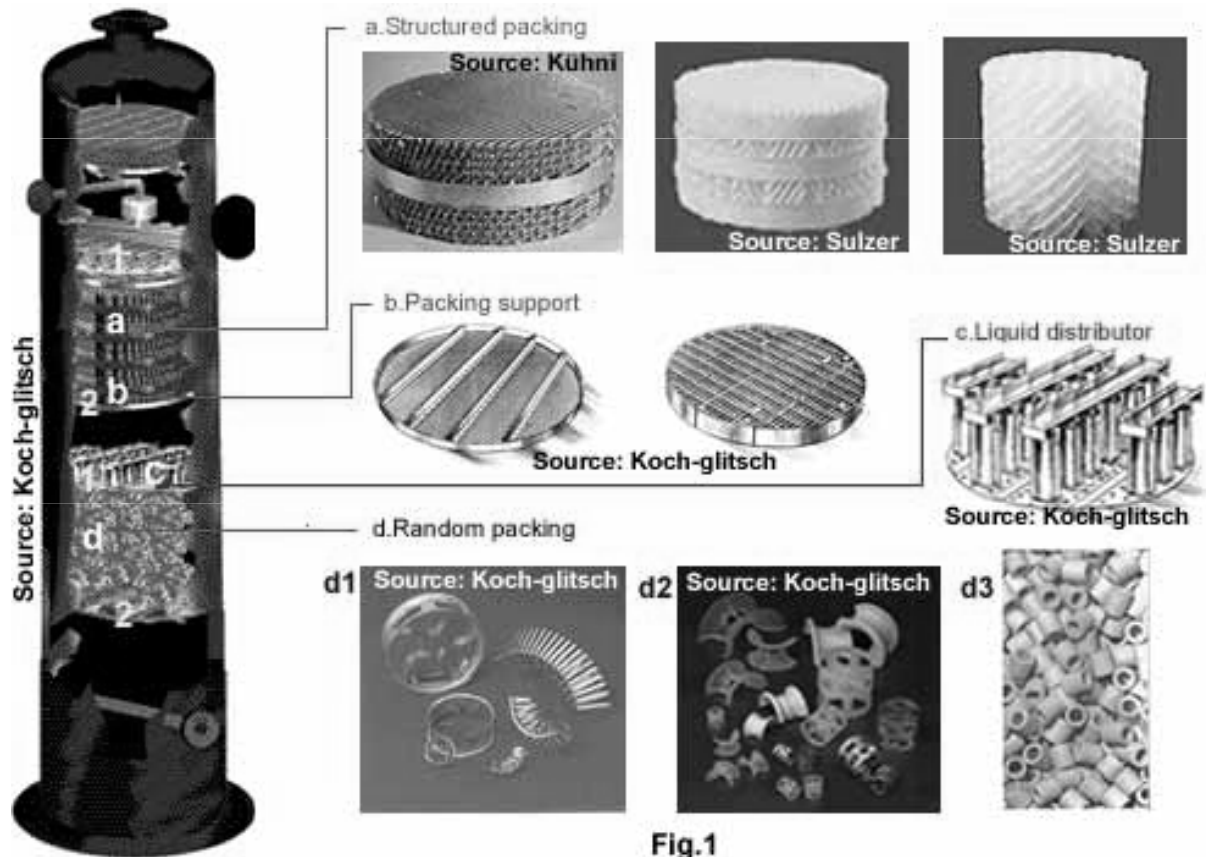 a.Structured packing
Source: Kühni
Source: Sulzer
Source: Sulzer
b.Packing support
c.Liquid distributor
Source: Koch-glitsch
Source: Koch-glitsch
d.Random packing
d1
Source: Koch-glitsch
d2
Source: Koch-glitsch
d3
Source: Koch-glitsch
1
a
b
2
1
c
d
2
Fig.1